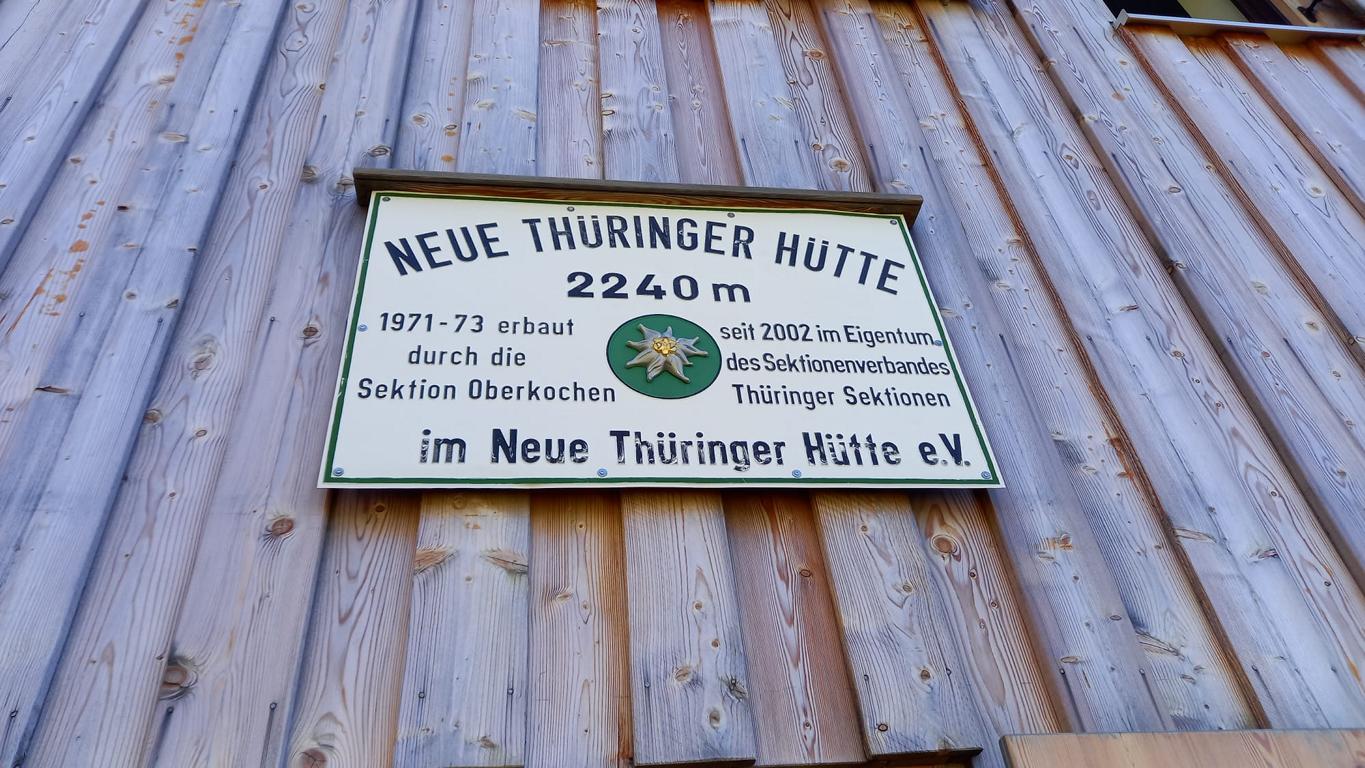 NEUE THÜRINGER HÜTTE
2240 m
1971-73 erbaut
durch die
Sektion Oberkochen
seit 2002 im Eigentum
des Sektionenverbandes
Thüringer Sektionen
im Neue Thüringer Hütte e.V.